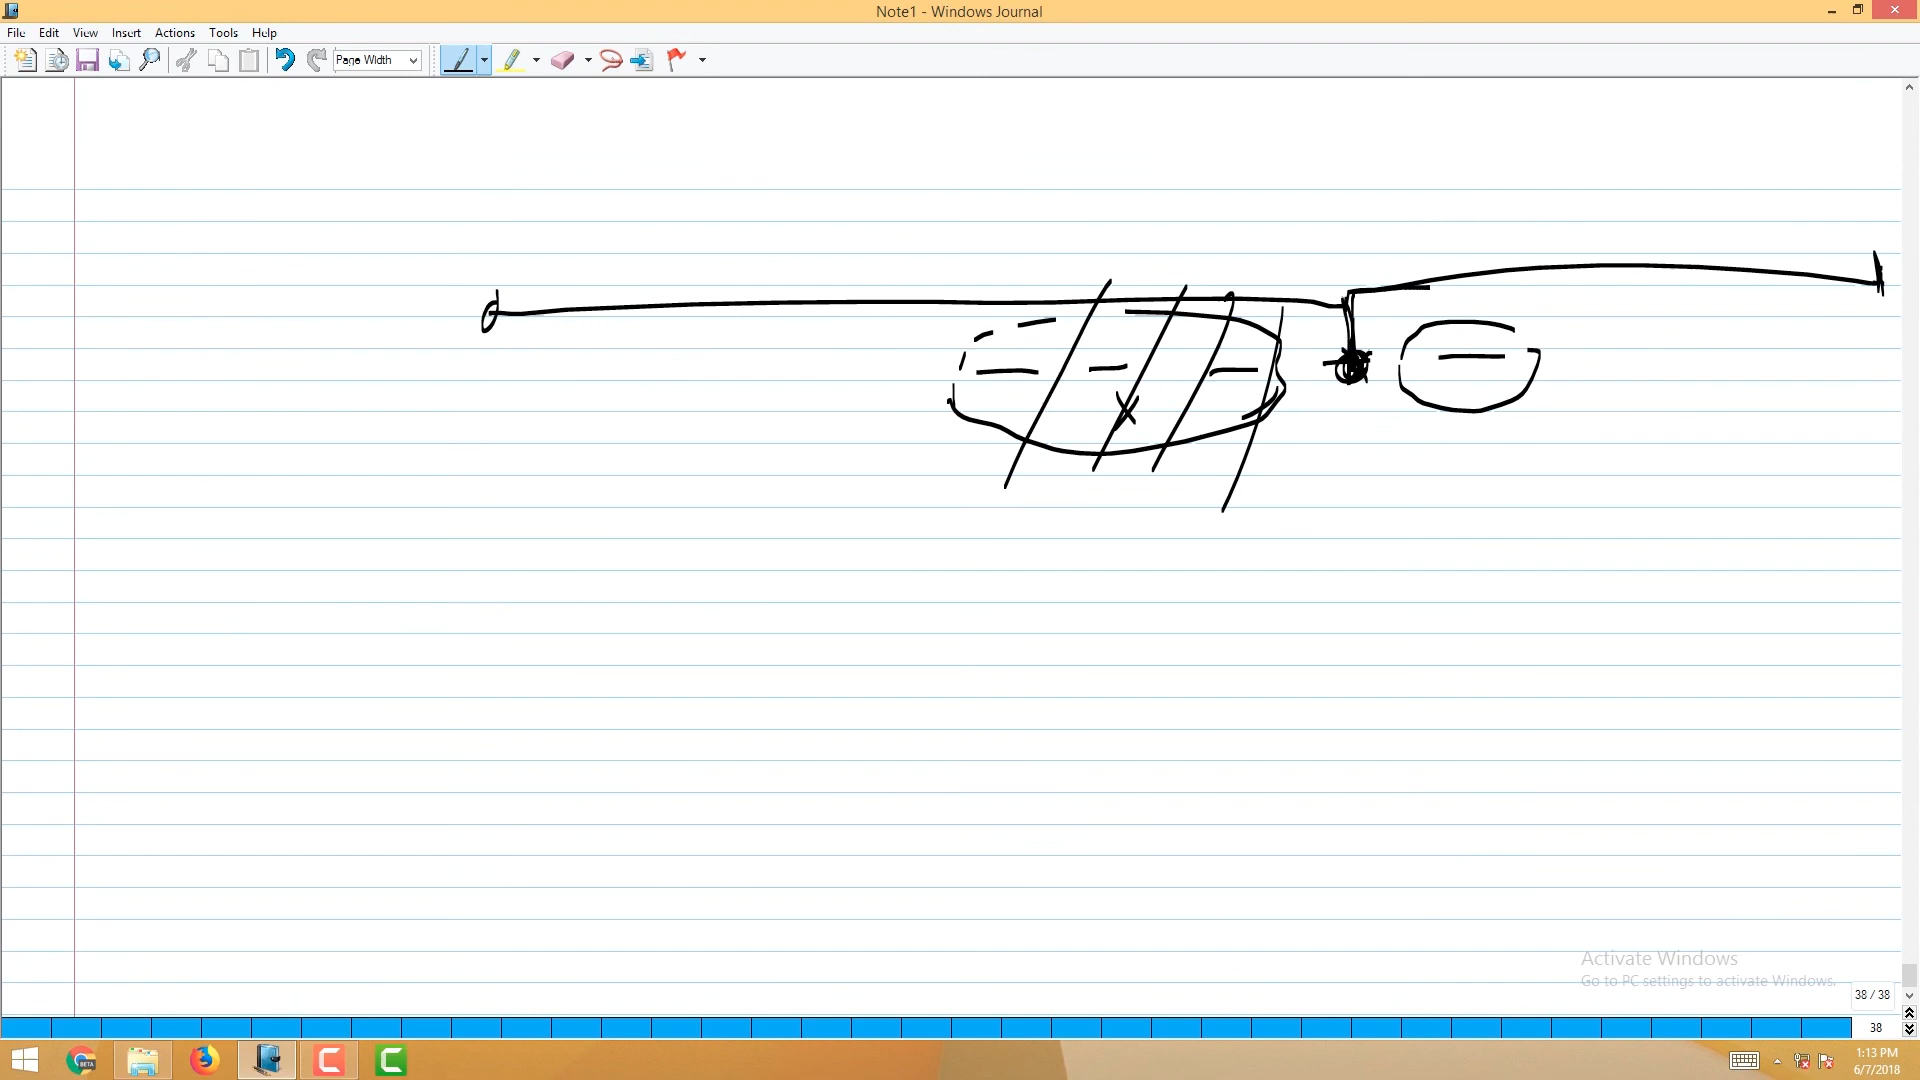 Note1 - Windows Journal
File Edit View Insert Actions Tools Help
Page Width
x
Activate Windows
Go to PC settings to activate Windows.
38 / 38
38
BETA
1:13 PM
6/7/2018